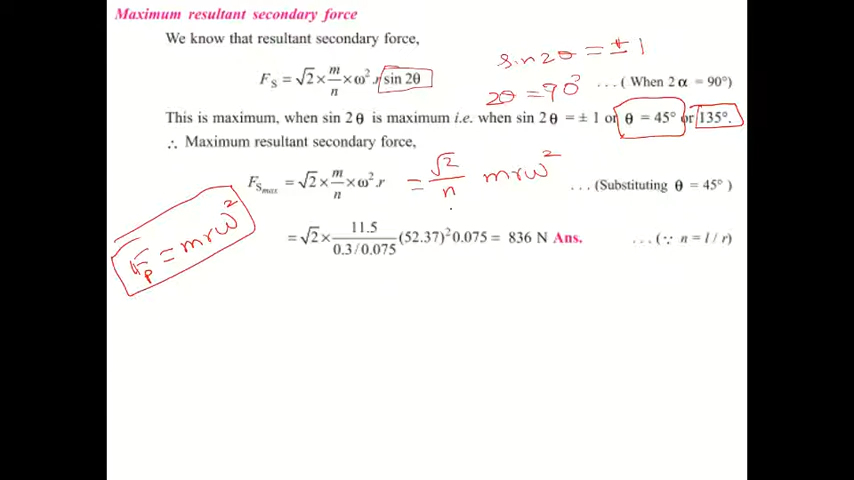 Maximum resultant secondary force
We know that resultant secondary force,
sin 2θ = ± 1
F_S = √2 × m/n × ω². r sin 2θ ... ( When 2 α = 90°)
2θ = 90°
This is maximum, when sin 2θ is maximum i.e. when sin 2θ = ± 1 or θ = 45° or 135°.
∴ Maximum resultant secondary force,
F_Smax = √2 × m/n × ω².r = √2/n mrω² ... (Substituting θ = 45° )
F_p = mrω²
= √2 × 11.5/(0.3/0.075) (52.37)² 0.075 = 836 N Ans. ... (∵ n = l / r)